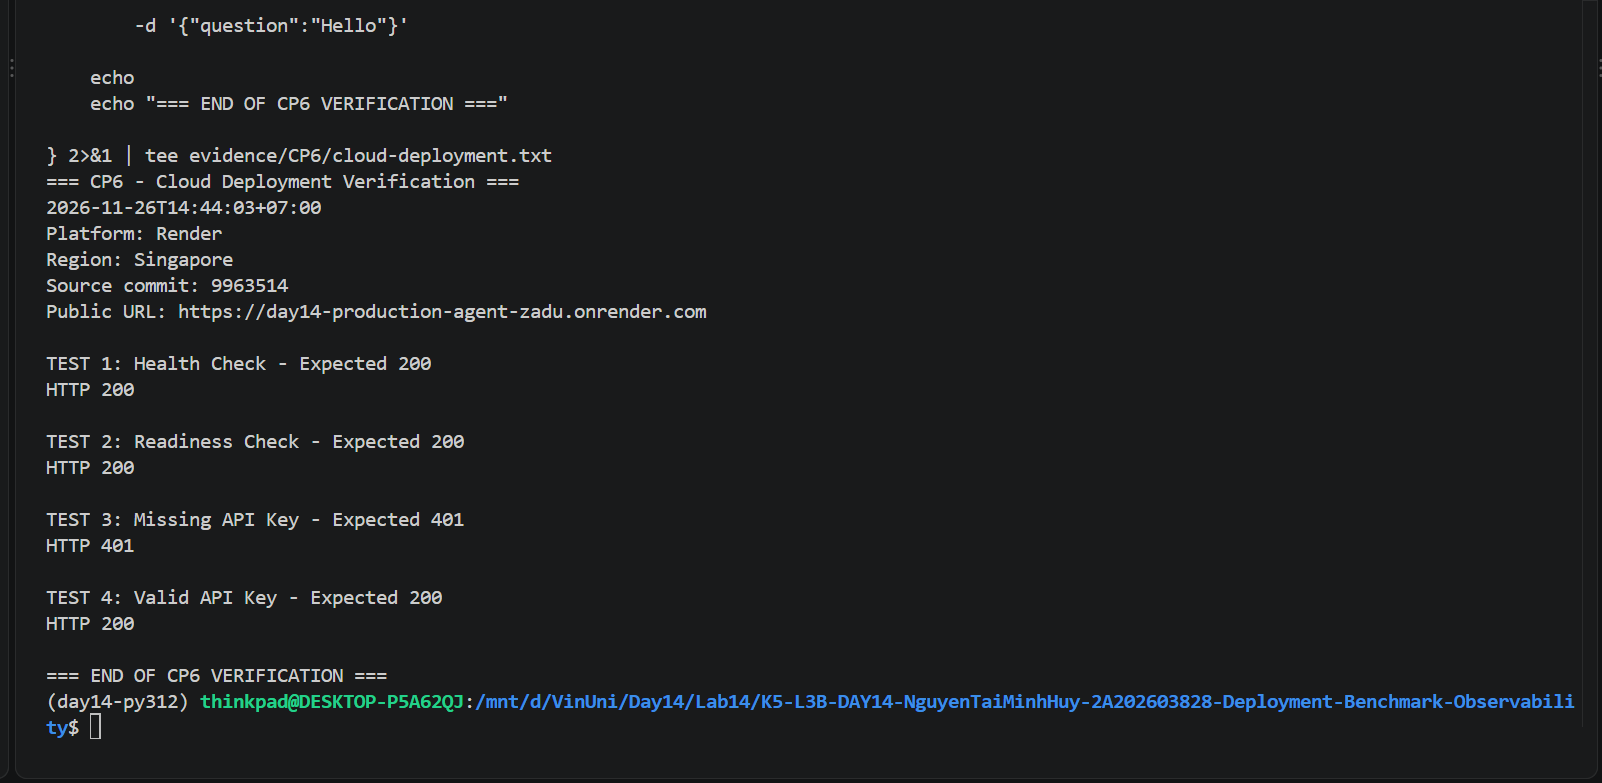 -d '{"question":"Hello"}'
echo
echo "=== END OF CP6 VERIFICATION ==="
} 2>&1 | tee evidence/CP6/cloud-deployment.txt
=== CP6 - Cloud Deployment Verification ===
2026-11-26T14:44:03+07:00
Platform: Render
Region: Singapore
Source commit: 9963514
Public URL: https://day14-production-agent-zadu.onrender.com
TEST 1: Health Check - Expected 200
HTTP 200
TEST 2: Readiness Check - Expected 200
HTTP 200
TEST 3: Missing API Key - Expected 401
HTTP 401
TEST 4: Valid API Key - Expected 200
HTTP 200
=== END OF CP6 VERIFICATION ===
(day14-py312) thinkpad@DESKTOP-P5A62QJ:/mnt/d/VinUni/Day14/Lab14/K5-L3B-DAY14-NguyenTaiMinhHuy-2A202603828-Deployment-Benchmark-Observabili
ty$